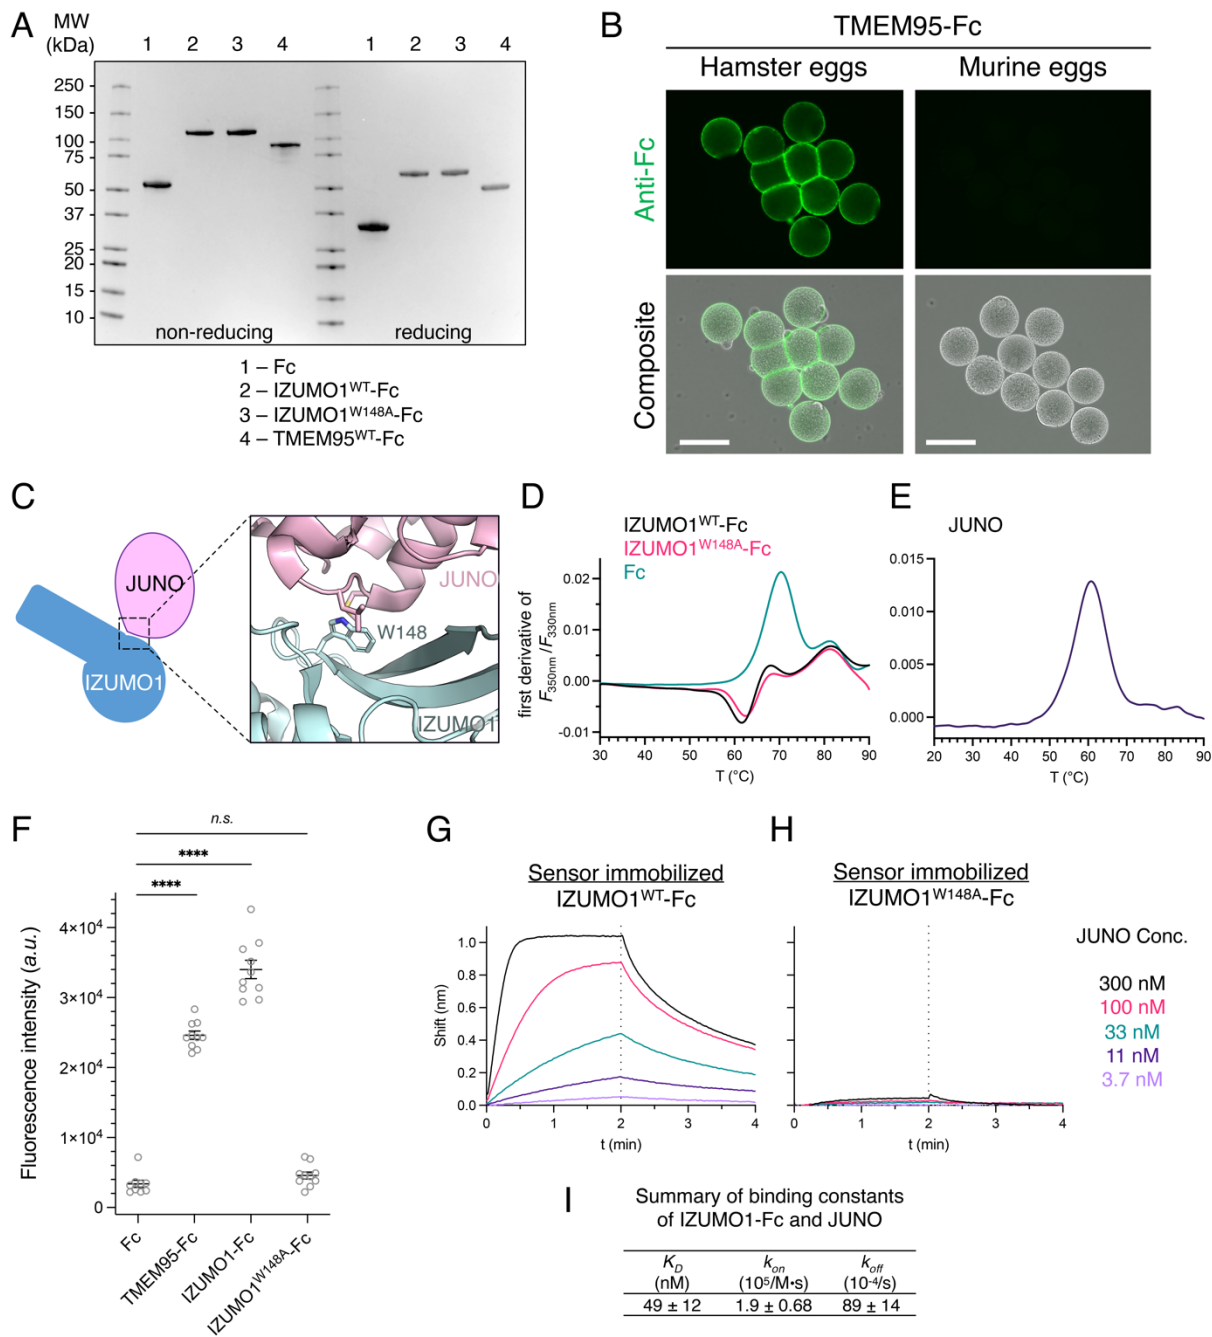 A
MW
(kDa)
1 2 3 4
1 2 3 4
250
150
100
75
50
37
25
20
15
10
non-reducing
reducing
1 – Fc
2 – IZUMO1WT-Fc
3 – IZUMO1W148A-Fc
4 – TMEM95WT-Fc
B
TMEM95-Fc
Hamster eggs
Murine eggs
Anti-Fc
Composite
C
JUNO
IZUMO1
JUNO
W148
IZUMO1
D
IZUMO1WT-Fc
IZUMO1W148A-Fc
Fc
first derivative of
F350nm/F330nm
0.02
0.01
0.00
-0.01
30 40 50 60 70 80 90
T (°C)
E
JUNO
0.015
0.010
0.005
0.000
20 30 40 50 60 70 80 90
T (°C)
F
n.s.
****
****
Fluorescence intensity (a.u.)
4×10⁴
3×10⁴
2×10⁴
1×10⁴
0
Fc
TMEM95-Fc
IZUMO1-Fc
IZUMO1W148A-Fc
G
Sensor immobilized
IZUMO1WT-Fc
Shift (nm)
1.0
0.8
0.6
0.4
0.2
0.0
0 1 2 3 4
t (min)
H
Sensor immobilized
IZUMO1W148A-Fc
0 1 2 3 4
t (min)
JUNO Conc.
300 nM
100 nM
33 nM
11 nM
3.7 nM
I
Summary of binding constants
of IZUMO1-Fc and JUNO
KD kon koff
(nM) (10⁵/M•s) (10⁻⁴/s)
49 ± 12 1.9 ± 0.68 89 ± 14